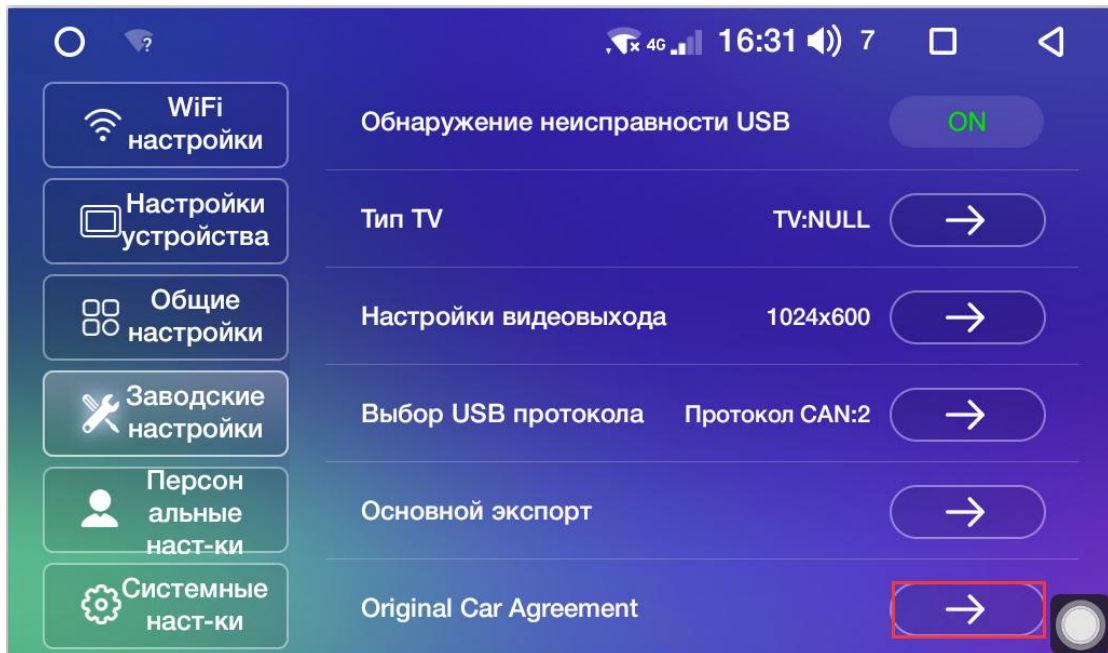 ?
4G 16:31 7
WiFi
настройки
Обнаружение неисправности USB
ON
Настройки
устройства
Тип TV
TV:NULL
Общие
настройки
Настройки видеовыхода
1024x600
Заводские
настройки
Выбор USB протокола
Протокол CAN:2
Персон
альные
наст-ки
Основной экспорт
Системные
наст-ки
Original Car Agreement